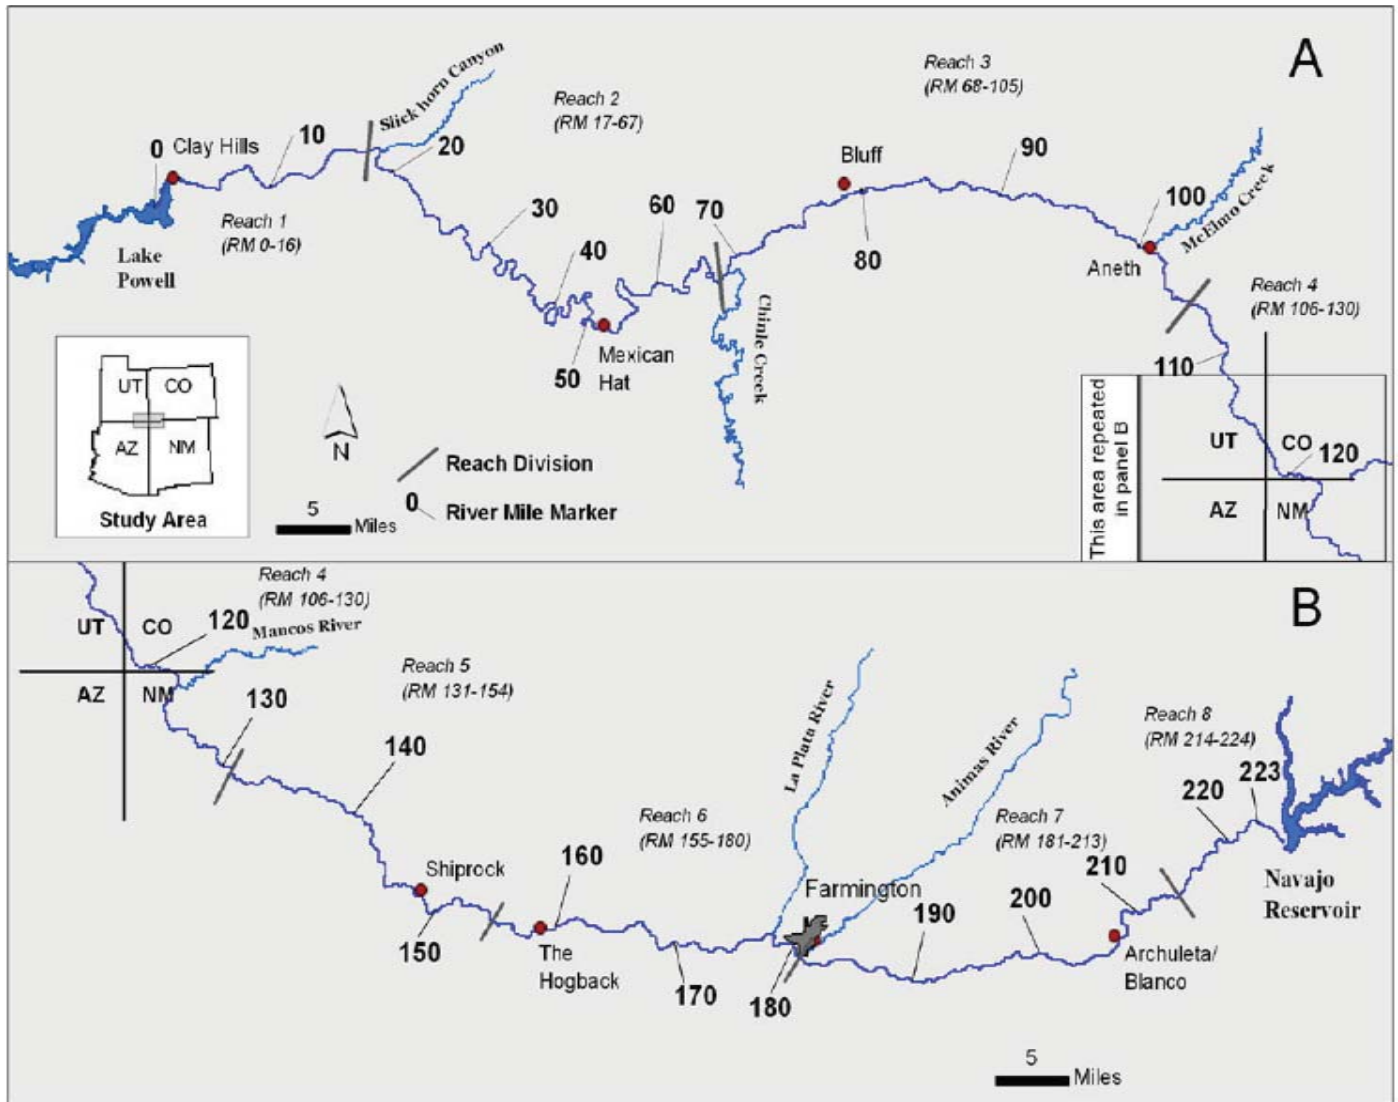 A
Reach 3
(RM 68-105)
Slickhorn Canyon
Reach 2
(RM 17-67)
0
Clay Hills
10
20
Bluff
90
100
McElmo Creek
Reach 1
(RM 0-16)
30
60
70
Lake
Powell
40
80
Aneth
Reach 4
(RM 106-130)
Chinle Creek
50
Mexican
Hat
110
UT
CO
AZ
NM
Study Area
N
Reach Division
0
River Mile Marker
5
Miles
This area repeated
in panel B
UT
CO
120
AZ
NM
B
Reach 4
(RM 106-130)
UT
CO
120
Mancos River
AZ
NM
130
Reach 5
(RM 131-154)
140
La Plata River
Animas River
Reach 8
(RM 214-224)
223
220
Reach 6
(RM 155-180)
Reach 7
(RM 181-213)
Shiprock
160
210
Farmington
190
200
Navajo
Reservoir
150
The
Hogback
170
180
Archuleta/
Blanco
5
Miles